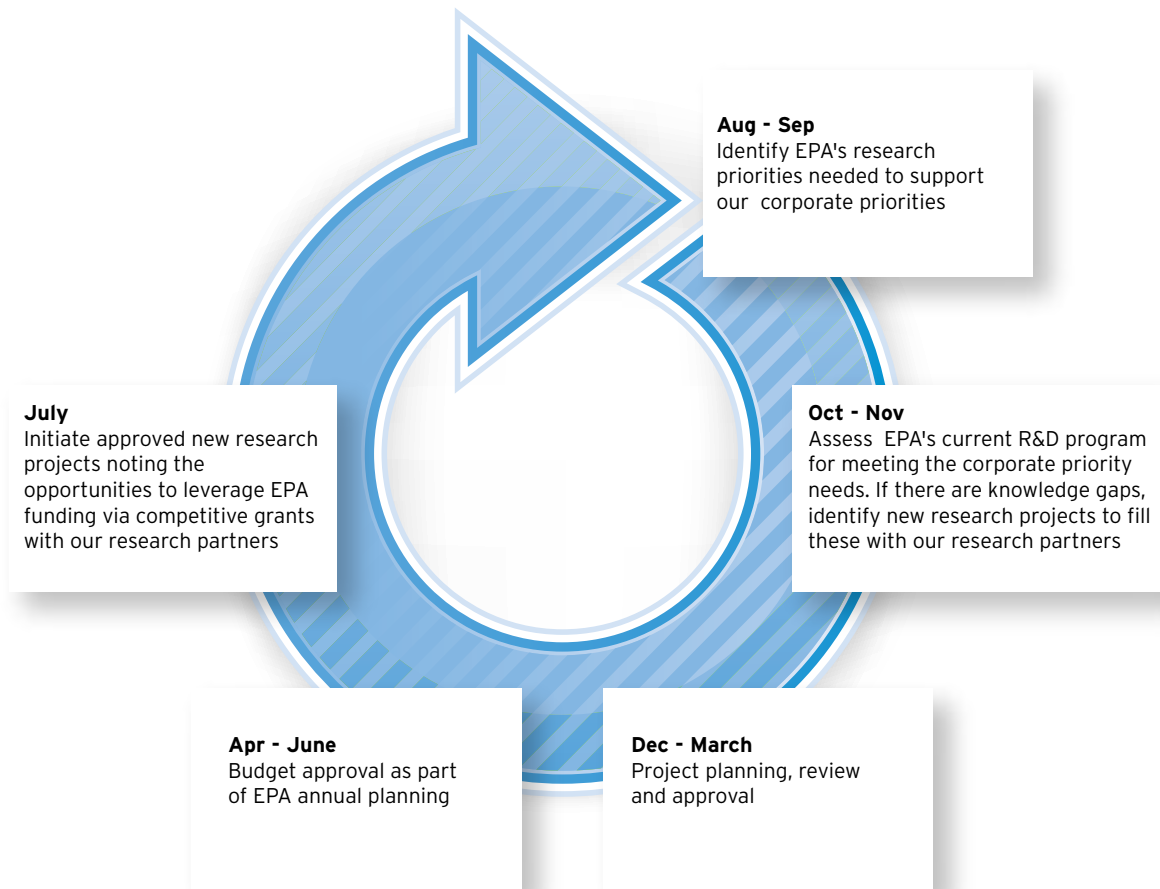 Aug - Sep
Identify EPA's research
priorities needed to support
our  corporate priorities
Oct - Nov
Assess  EPA's current R&D program
for meeting the corporate priority
needs. If there are knowledge gaps,
identify new research projects to fill
these with our research partners
Dec - March
Project planning, review
and approval
Apr - June
Budget approval as part
of EPA annual planning
July
Initiate approved new research
projects noting the
opportunities to leverage EPA
funding via competitive grants
with our research partners